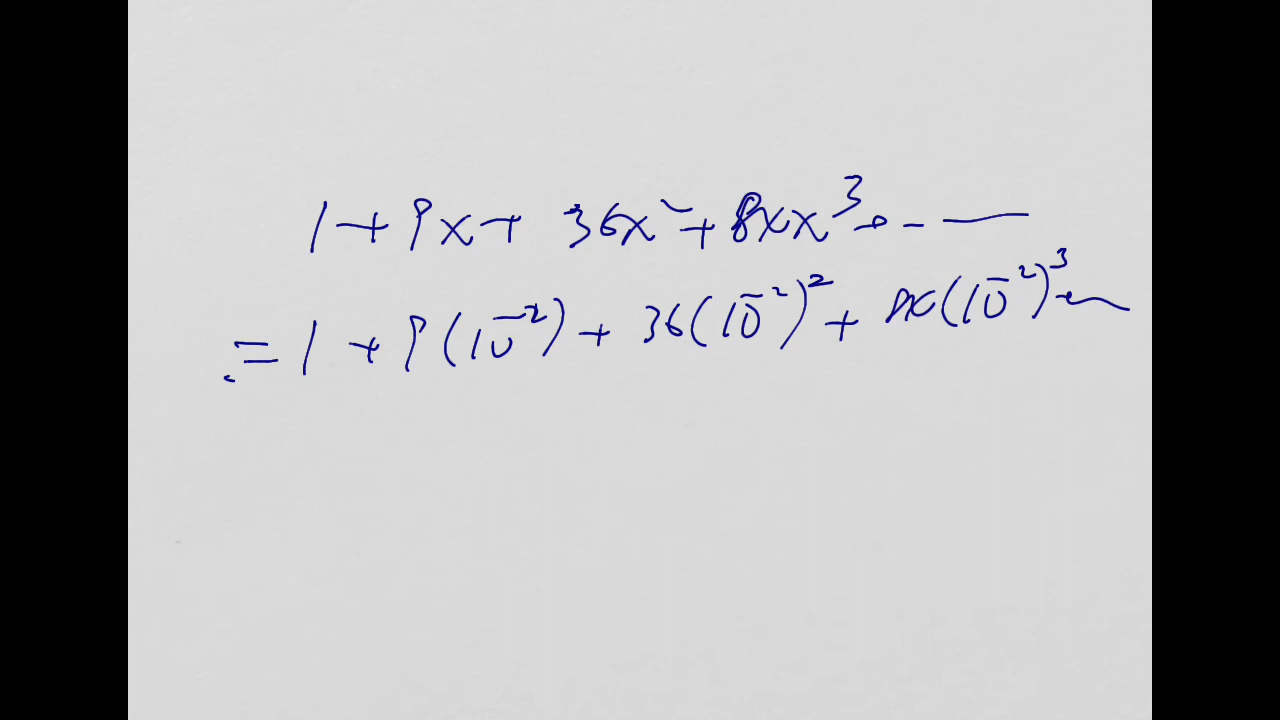 1 + 9x + 36x² + 84x³ + - —
= 1 + 9(10⁻²) + 36(10⁻²)² + 84(10⁻²)³ + ~